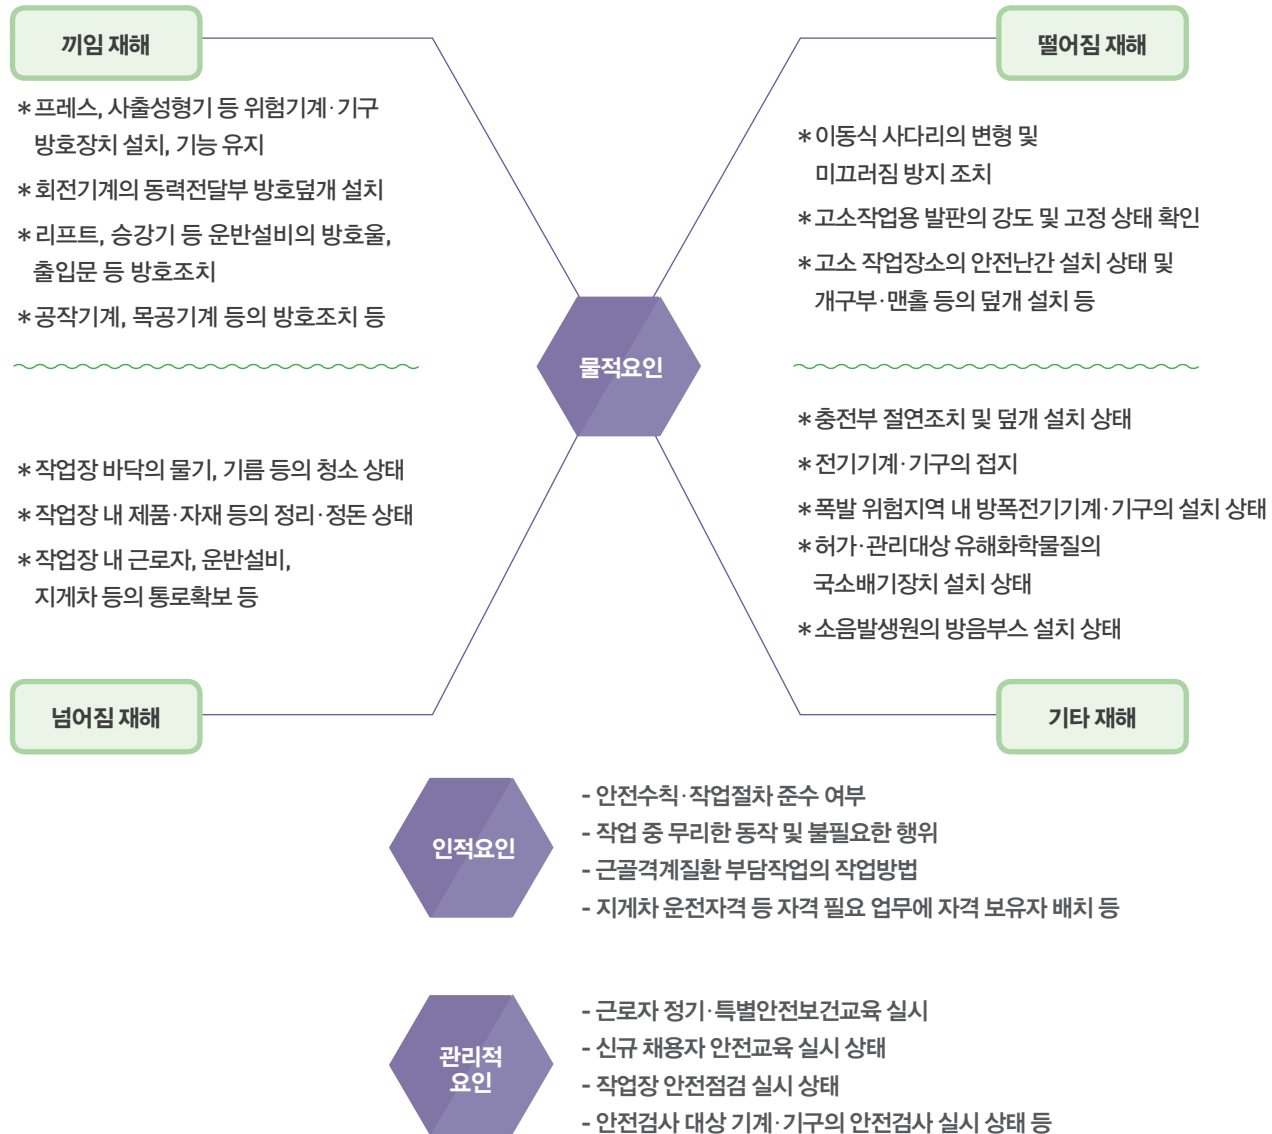 끼임 재해
* 프레스, 사출성형기 등 위험기계·기구
방호장치 설치, 기능 유지
* 회전기계의 동력전달부 방호덮개 설치
* 리프트, 승강기 등 운반설비의 방호울,
출입문 등 방호조치
* 공작기계, 목공기계 등의 방호조치 등
떨어짐 재해
* 이동식 사다리의 변형 및
미끄러짐 방지 조치
* 고소작업용 발판의 강도 및 고정 상태 확인
* 고소 작업장소의 안전난간 설치 상태 및
개구부·맨홀 등의 덮개 설치 등
물적요인
* 작업장 바닥의 물기, 기름 등의 청소 상태
* 작업장 내 제품·자재 등의 정리·정돈 상태
* 작업장 내 근로자, 운반설비,
지게차 등의 통로확보 등
넘어짐 재해
* 충전부 절연조치 및 덮개 설치 상태
* 전기기계·기구의 접지
* 폭발 위험지역 내 방폭전기기계·기구의 설치 상태
* 허가·관리대상 유해화학물질의
국소배기장치 설치 상태
* 소음발생원의 방음부스 설치 상태
기타 재해
인적요인
- 안전수칙·작업절차 준수 여부
- 작업 중 무리한 동작 및 불필요한 행위
- 근골격계질환 부담작업의 작업방법
- 지게차 운전자격 등 자격 필요 업무에 자격 보유자 배치 등
관리적
요인
- 근로자 정기·특별안전보건교육 실시
- 신규 채용자 안전교육 실시 상태
- 작업장 안전점검 실시 상태
- 안전검사 대상 기계·기구의 안전검사 실시 상태 등